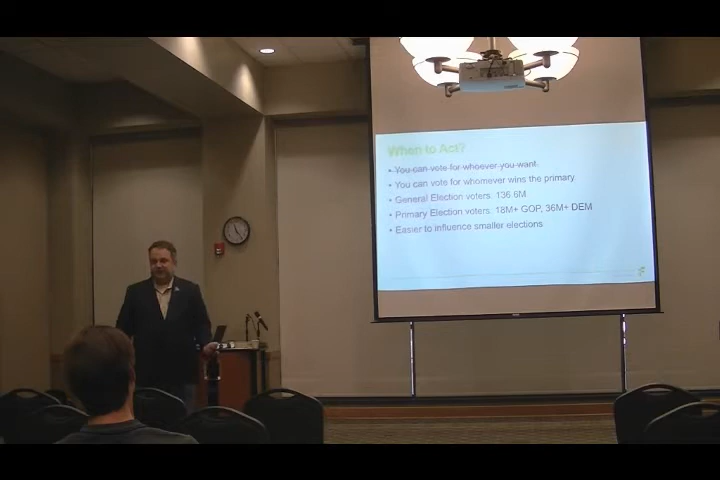 When to Act?
• You can vote for whoever you want.
• You can vote for whomever wins the primary
• General Election voters: 136.6M
• Primary Election voters: 18M+ GOP, 36M+ DEM
• Easier to influence smaller elections